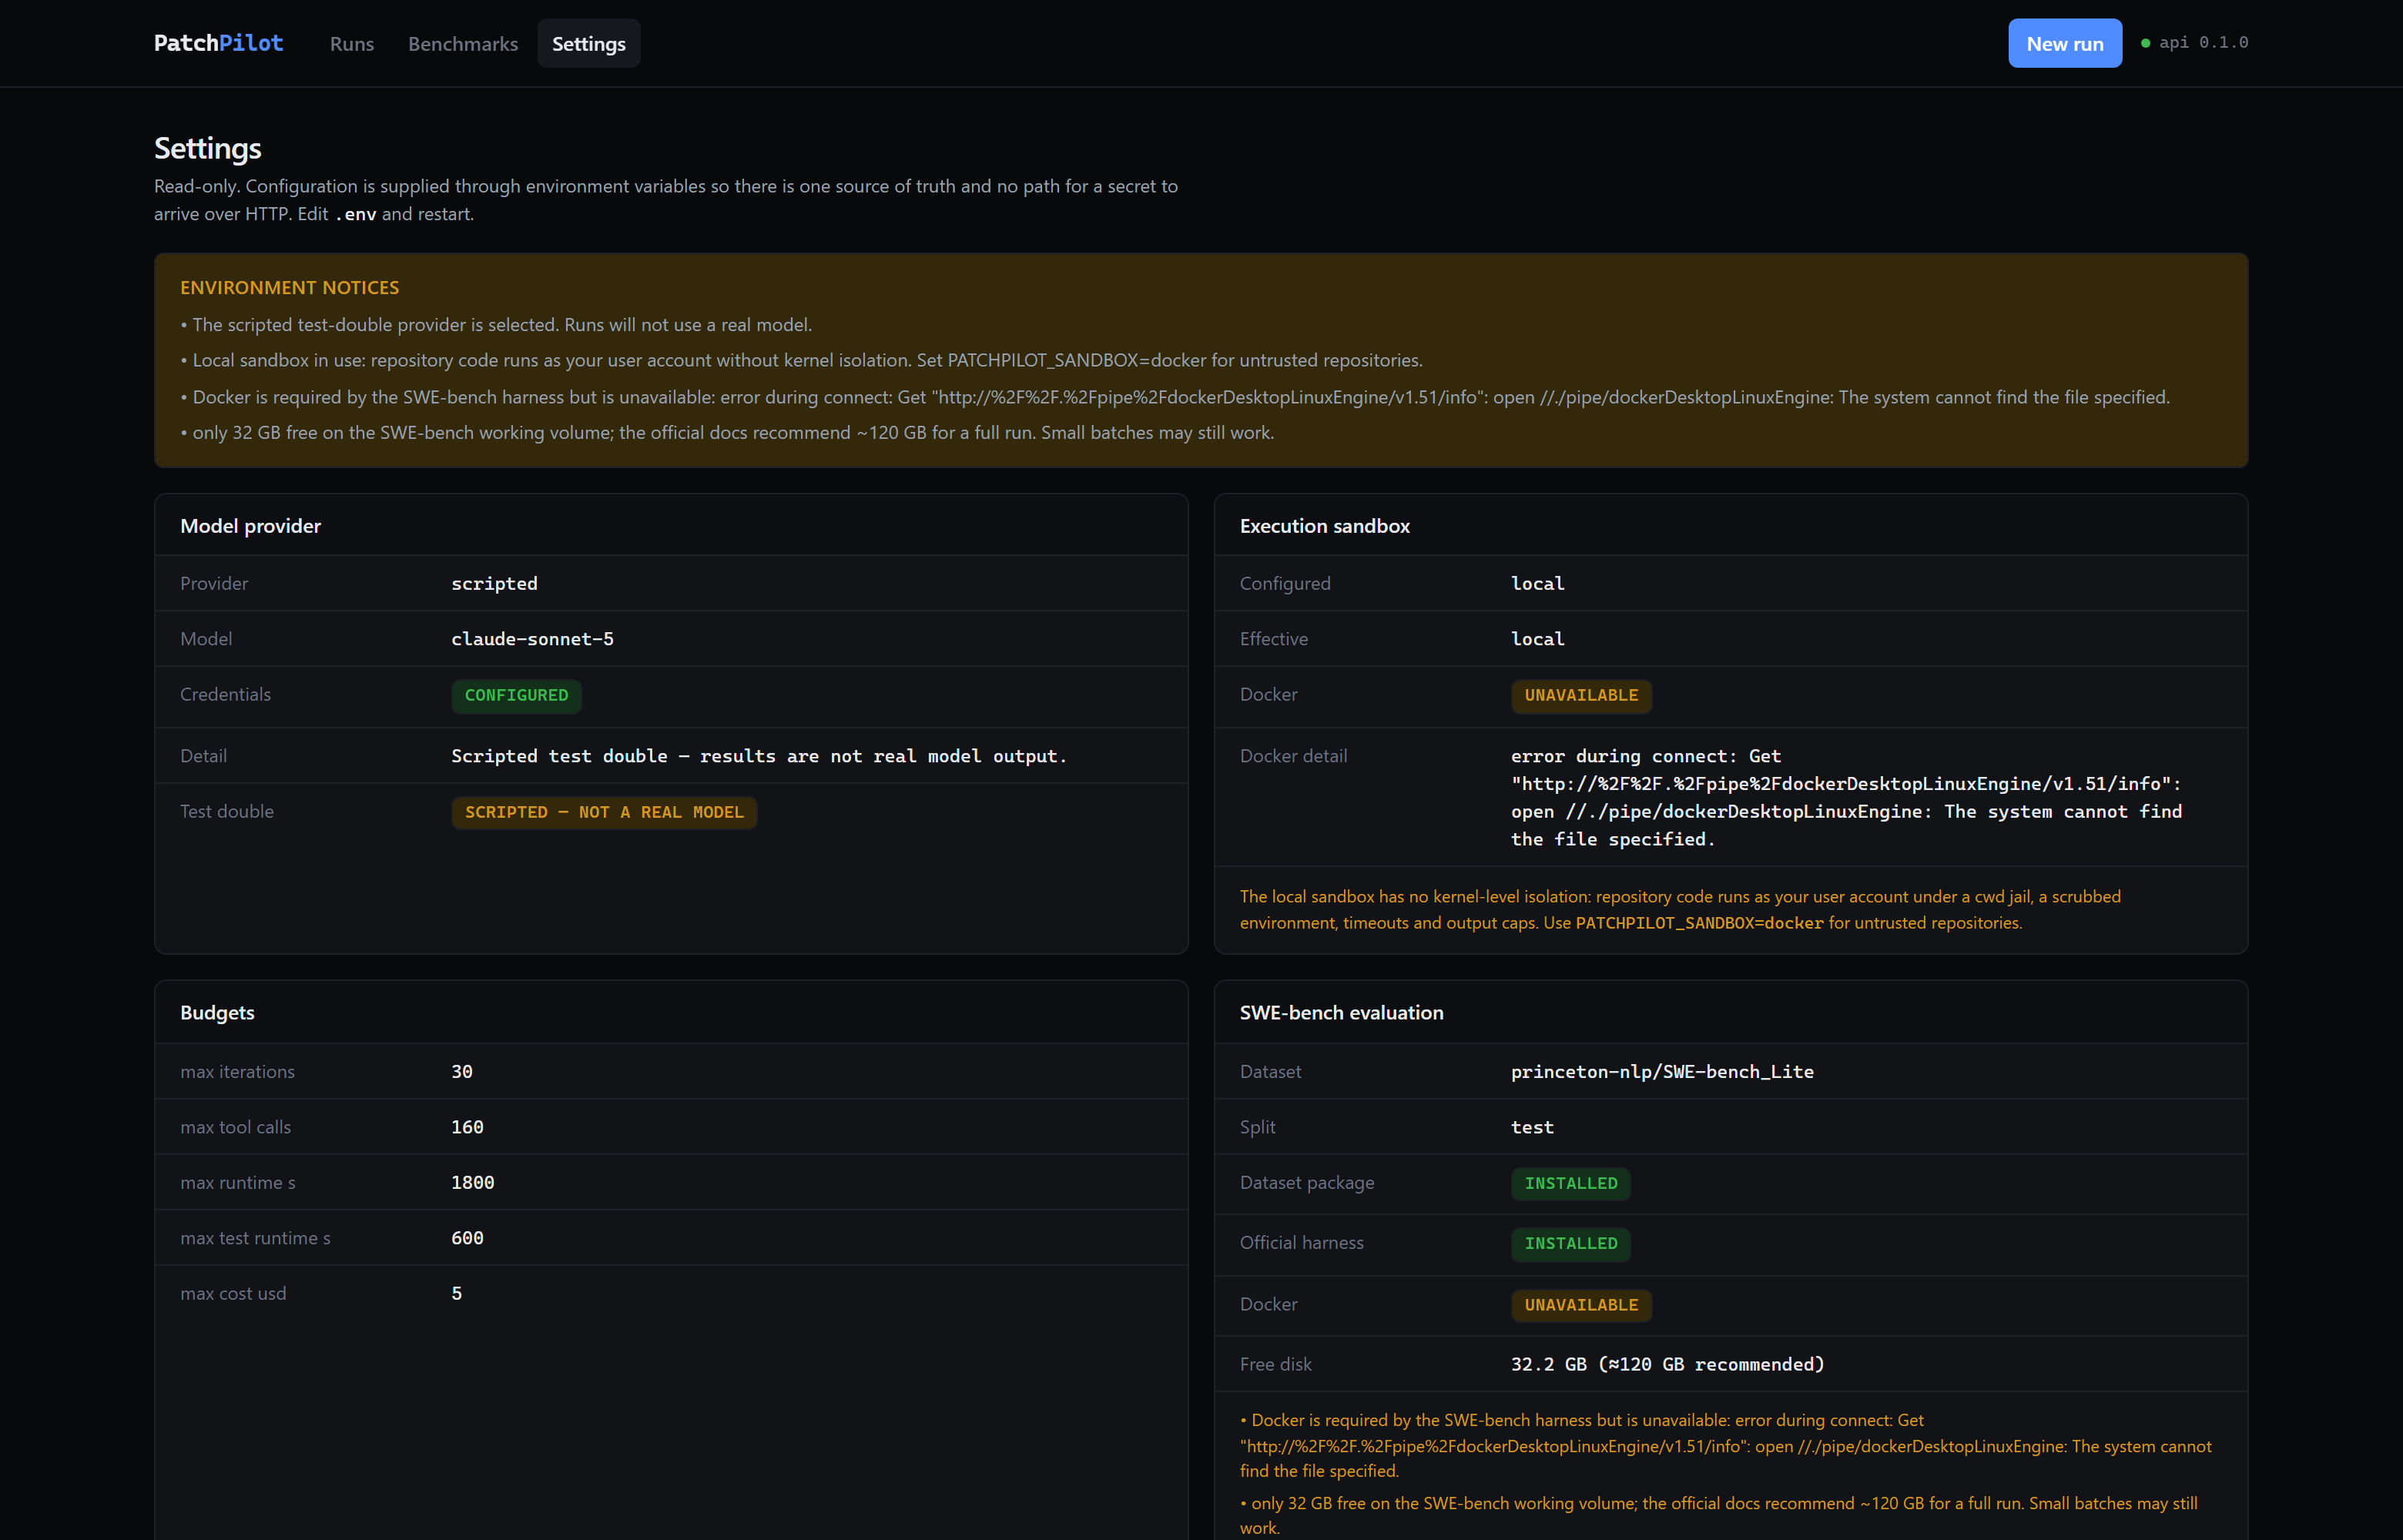 PatchPilot Runs Benchmarks Settings New run api 0.1.0
Settings
Read-only. Configuration is supplied through environment variables so there is one source of truth and no path for a secret to
arrive over HTTP. Edit .env and restart.
ENVIRONMENT NOTICES
• The scripted test-double provider is selected. Runs will not use a real model.
• Local sandbox in use: repository code runs as your user account without kernel isolation. Set PATCHPILOT_SANDBOX=docker for untrusted repositories.
• Docker is required by the SWE-bench harness but is unavailable: error during connect: Get "http://%2F%2F.%2Fpipe%2FdockerDesktopLinuxEngine/v1.51/info": open //./pipe/dockerDesktopLinuxEngine: The system cannot find the file specified.
• only 32 GB free on the SWE-bench working volume; the official docs recommend ~120 GB for a full run. Small batches may still work.
Model provider
Provider scripted
Model claude-sonnet-5
Credentials CONFIGURED
Detail Scripted test double — results are not real model output.
Test double SCRIPTED — NOT A REAL MODEL
Execution sandbox
Configured local
Effective local
Docker UNAVAILABLE
Docker detail error during connect: Get
"http://%2F%2F.%2Fpipe%2FdockerDesktopLinuxEngine/v1.51/info":
open //./pipe/dockerDesktopLinuxEngine: The system cannot find
the file specified.
The local sandbox has no kernel-level isolation: repository code runs as your user account under a cwd jail, a scrubbed
environment, timeouts and output caps. Use PATCHPILOT_SANDBOX=docker for untrusted repositories.
Budgets
max iterations 30
max tool calls 160
max runtime s 1800
max test runtime s 600
max cost usd 5
SWE-bench evaluation
Dataset princeton-nlp/SWE-bench_Lite
Split test
Dataset package INSTALLED
Official harness INSTALLED
Docker UNAVAILABLE
Free disk 32.2 GB (≈120 GB recommended)
• Docker is required by the SWE-bench harness but is unavailable: error during connect: Get
"http://%2F%2F.%2Fpipe%2FdockerDesktopLinuxEngine/v1.51/info": open //./pipe/dockerDesktopLinuxEngine: The system cannot
find the file specified.
• only 32 GB free on the SWE-bench working volume; the official docs recommend ~120 GB for a full run. Small batches may still
work.